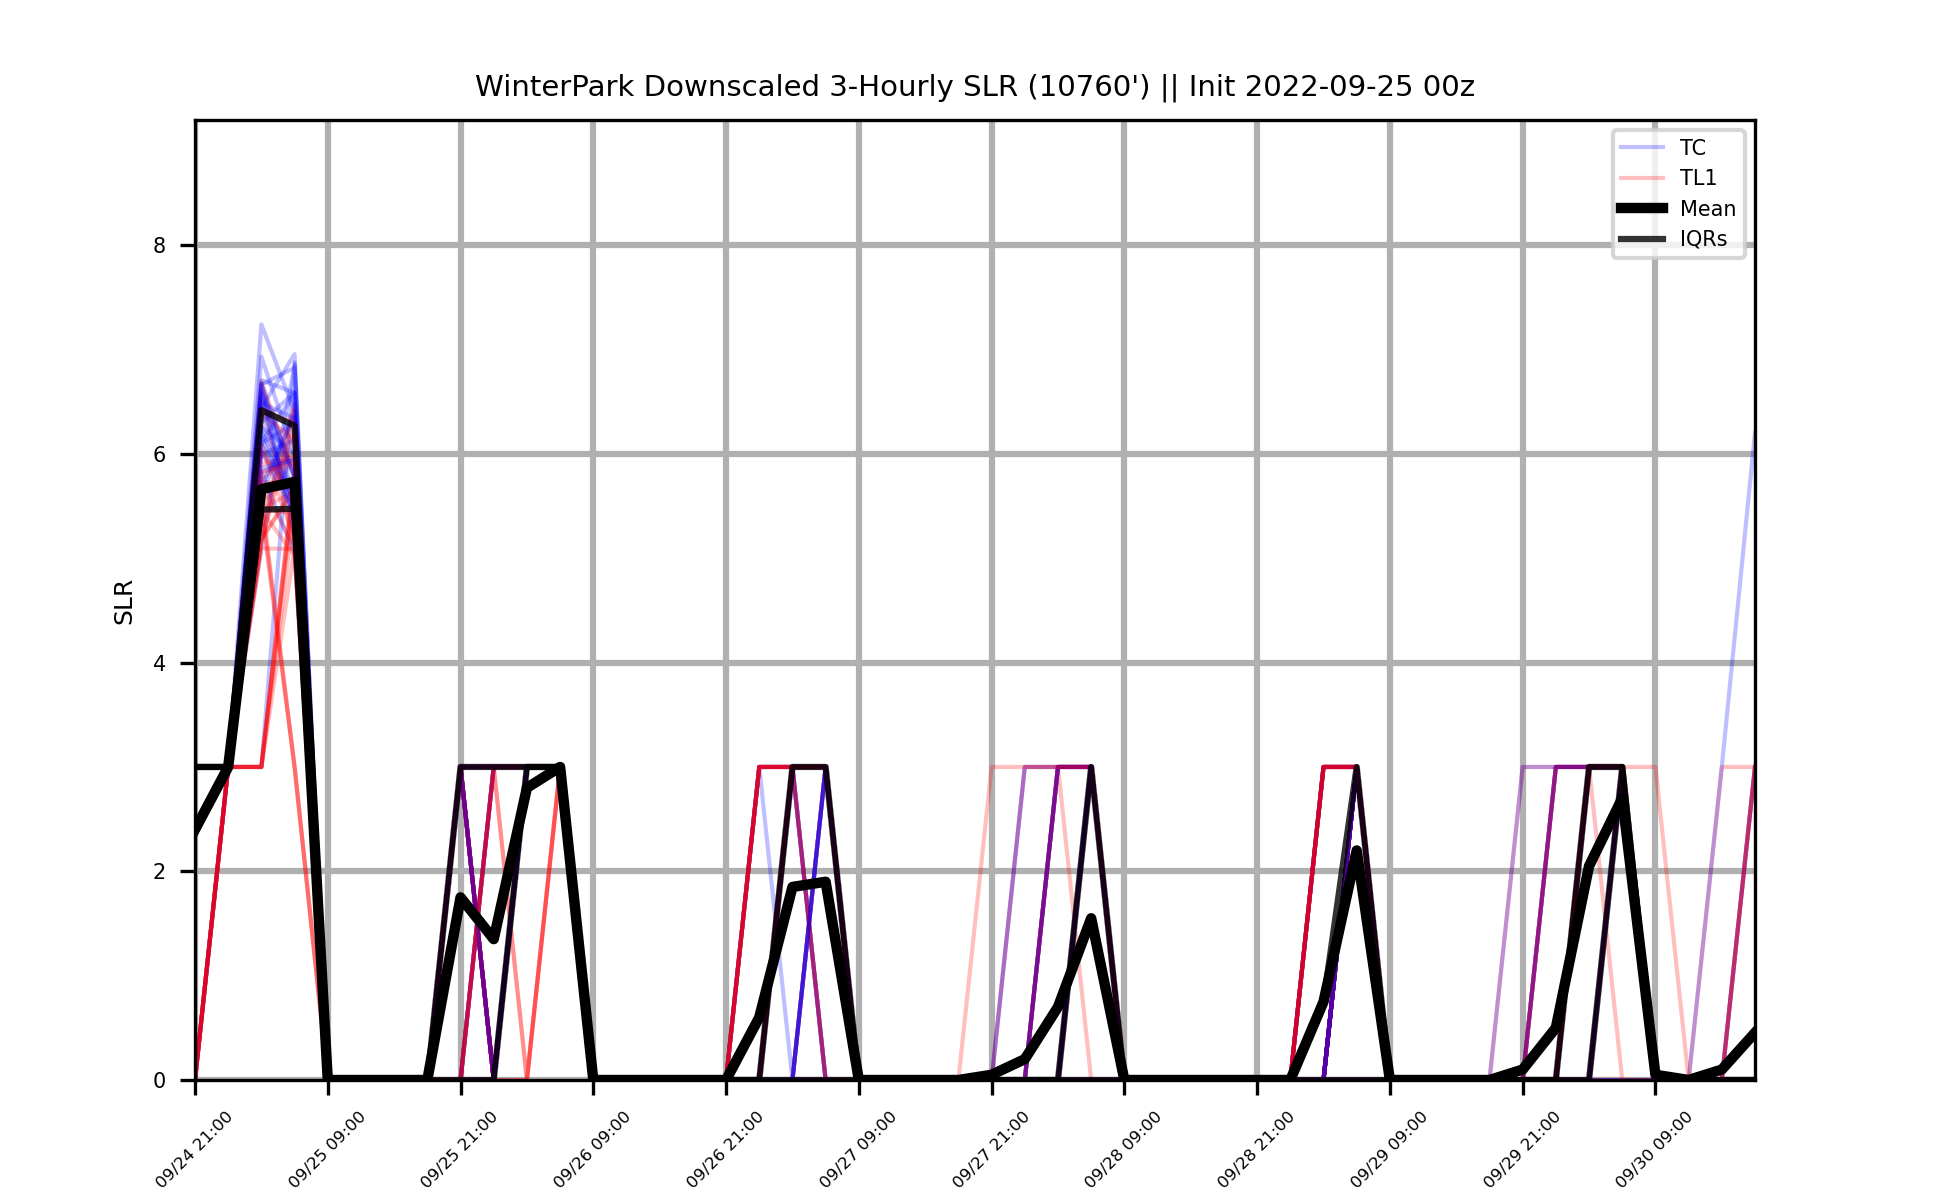 WinterPark Downscaled 3-Hourly SLR (10760') || Init 2022-09-25 00z
TC
TL1
Mean
IQRs
SLR
8
6
4
2
0
09/24 21:00
09/25 09:00
09/25 21:00
09/26 09:00
09/26 21:00
09/27 09:00
09/27 21:00
09/28 09:00
09/28 21:00
09/29 09:00
09/29 21:00
09/30 09:00